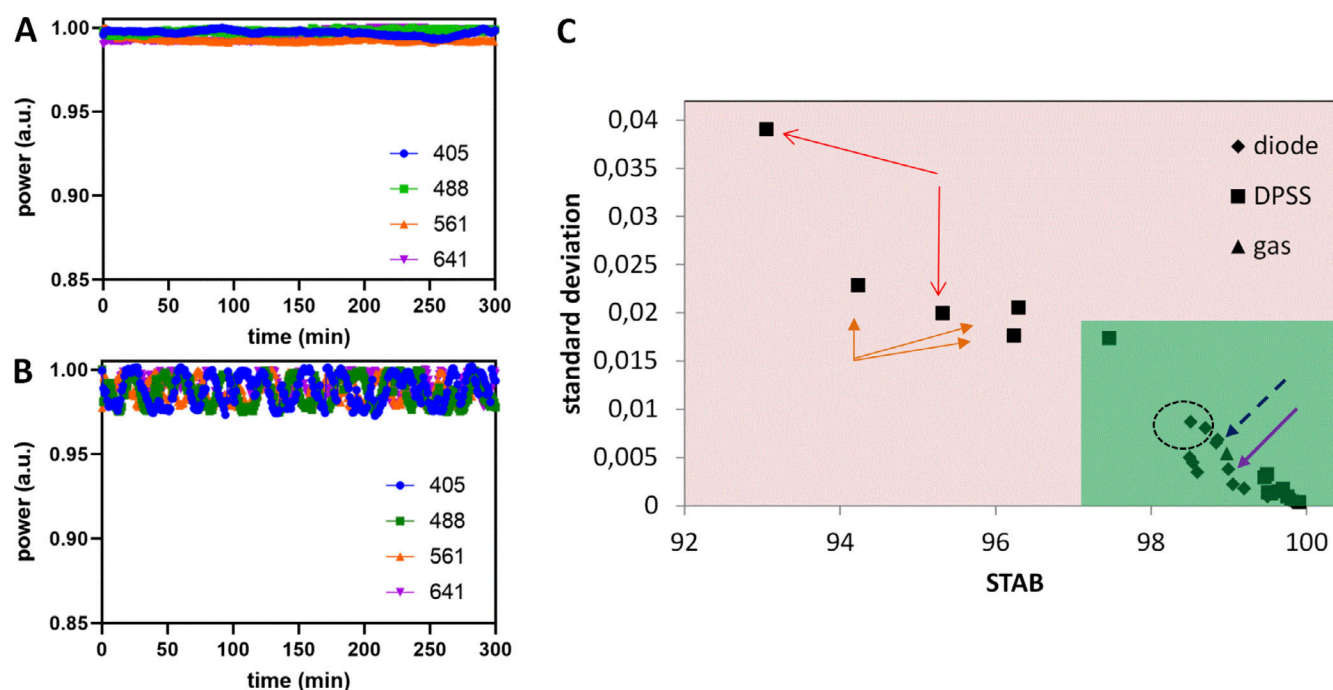 A
1.00
0.95
0.90
0.85
power (a.u.)
405
488
561
641
0 50 100 150 200 250 300
time (min)
B
1.00
0.95
0.90
0.85
power (a.u.)
405
488
561
641
0 50 100 150 200 250 300
time (min)
C
0,04
0,035
0,03
0,025
0,02
0,015
0,01
0,005
0
standard deviation
diode
DPSS
gas
92 94 96 98 100
STAB